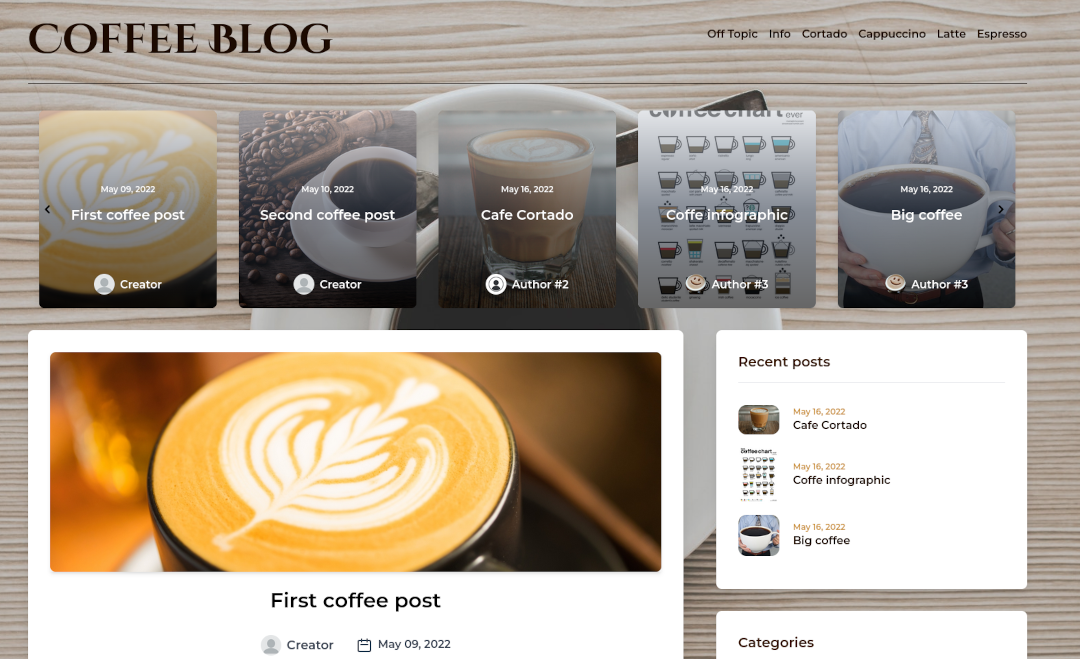 COFFEE BLOG
Off Topic Info Cortado Cappuccino Latte Espresso
May 09, 2022
First coffee post
Creator
May 10, 2022
Second coffee post
Creator
May 16, 2022
Cafe Cortado
Author #2
coffee chart ever
May 16, 2022
Coffe infographic
Author #3
May 16, 2022
Big coffee
Author #3
First coffee post
Creator May 09, 2022
Recent posts
May 16, 2022
Cafe Cortado
May 16, 2022
Coffe infographic
May 16, 2022
Big coffee
Categories